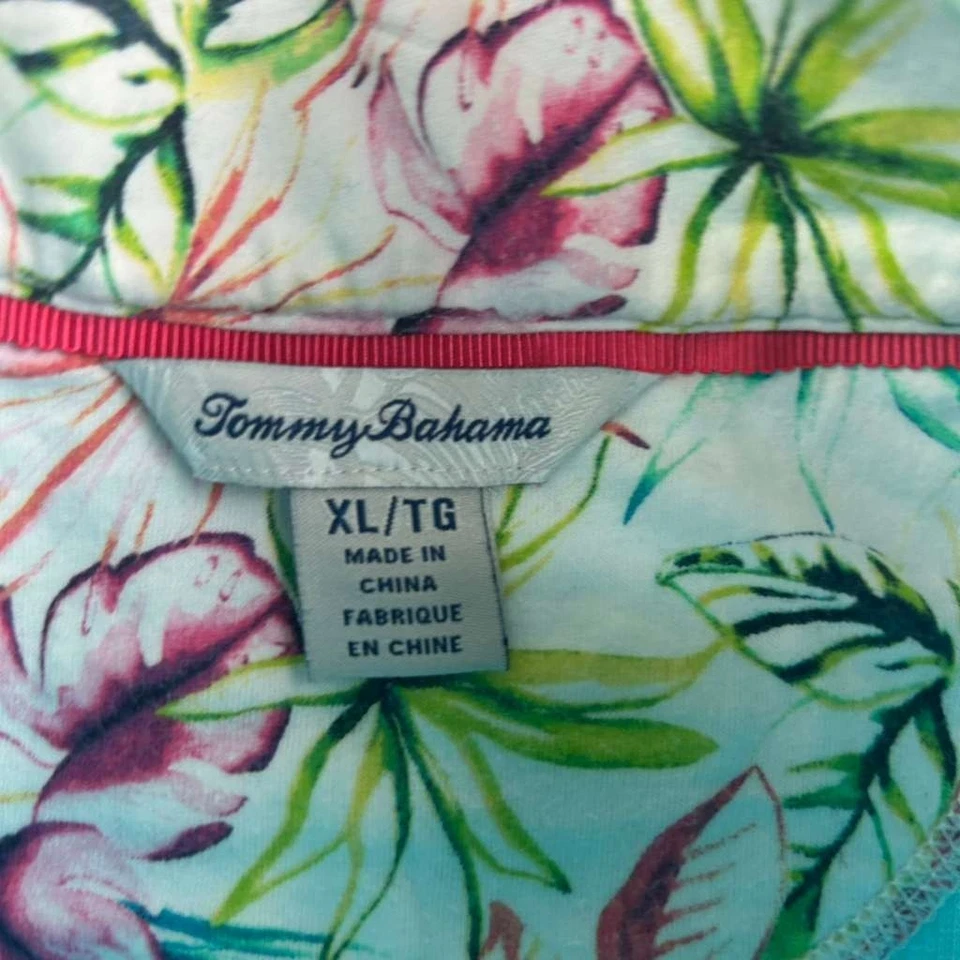 Tommy Bahama
XL/TG
MADE IN
CHINA
FABRIQUE
EN CHINE